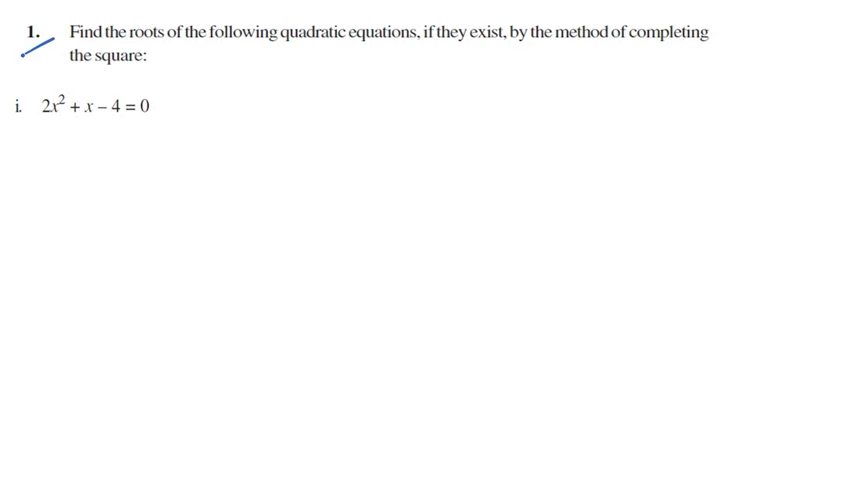 1. Find the roots of the following quadratic equations, if they exist, by the method of completing
the square:
i. 2x² + x – 4 = 0